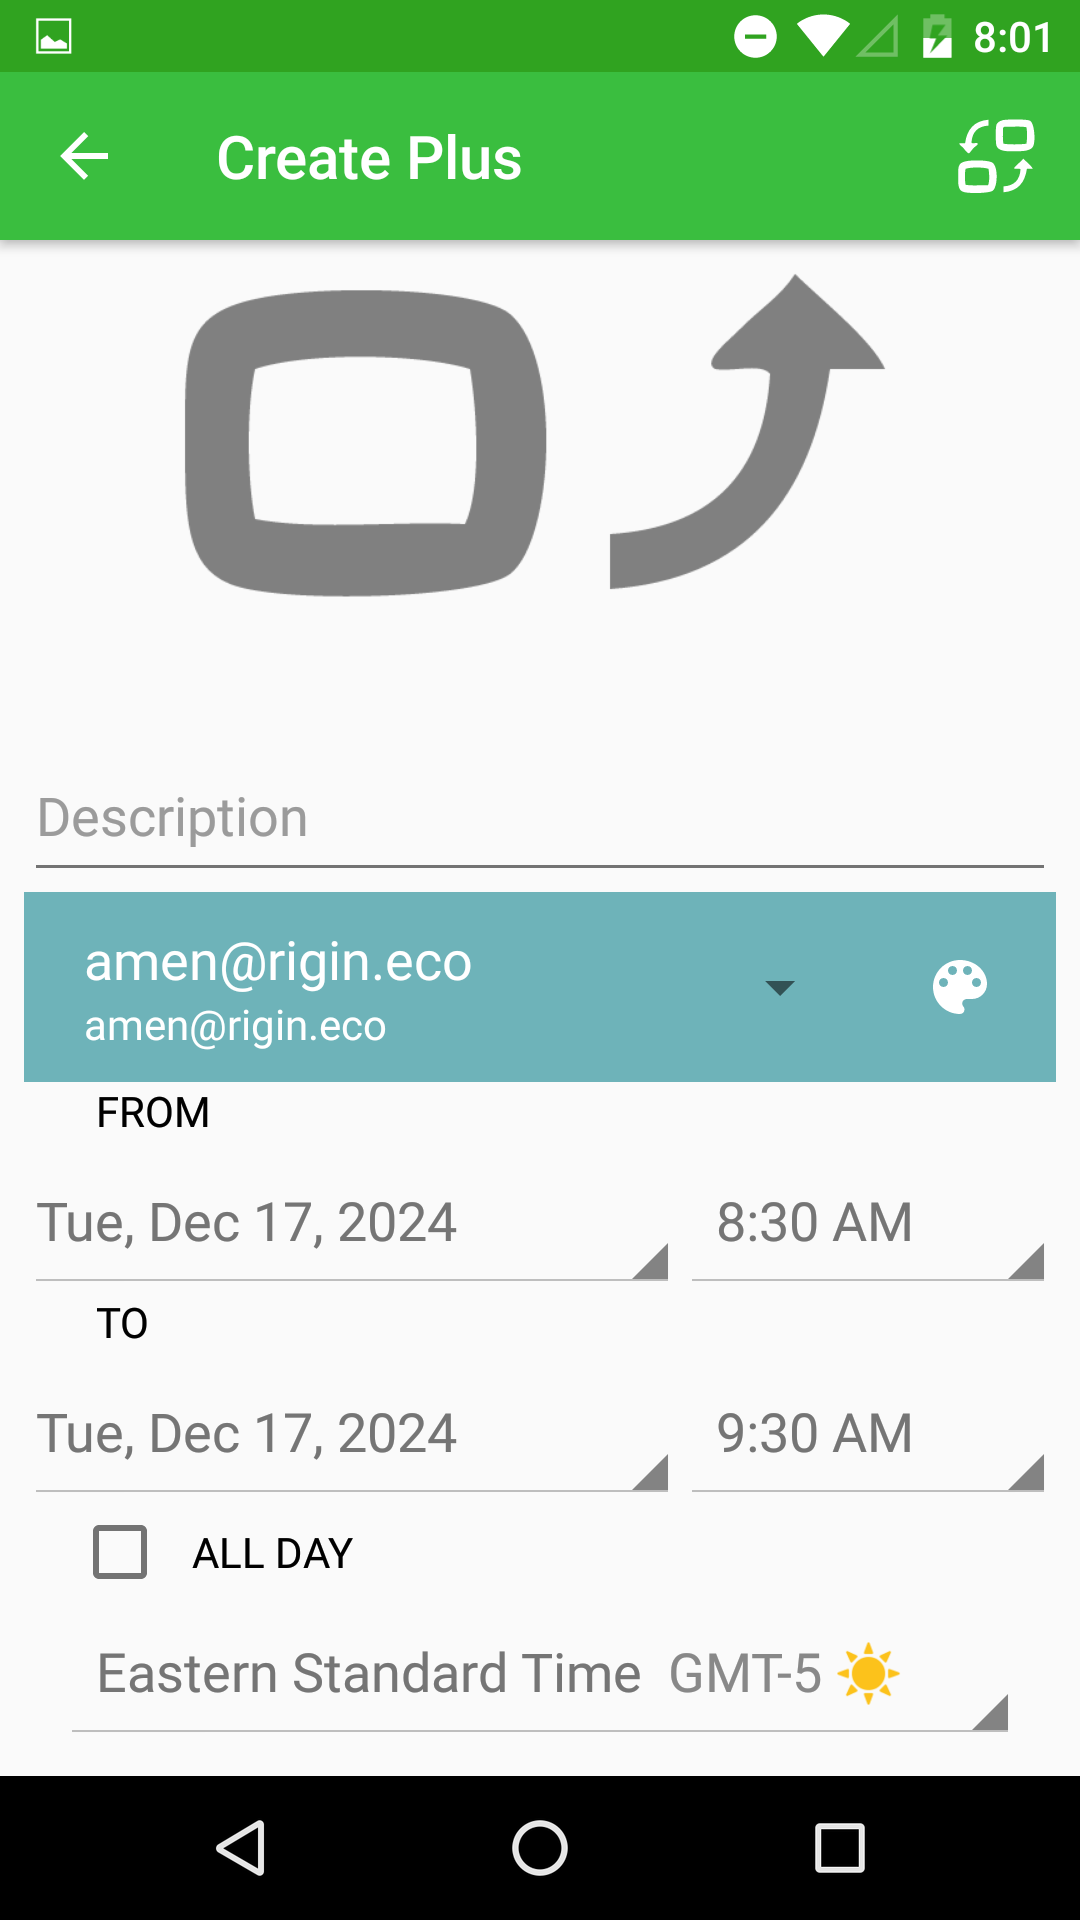 8:01
Create Plus
Description
amen@rigin.eco
amen@rigin.eco
FROM
Tue, Dec 17, 2024 8:30 AM
TO
Tue, Dec 17, 2024 9:30 AM
ALL DAY
Eastern Standard Time GMT-5